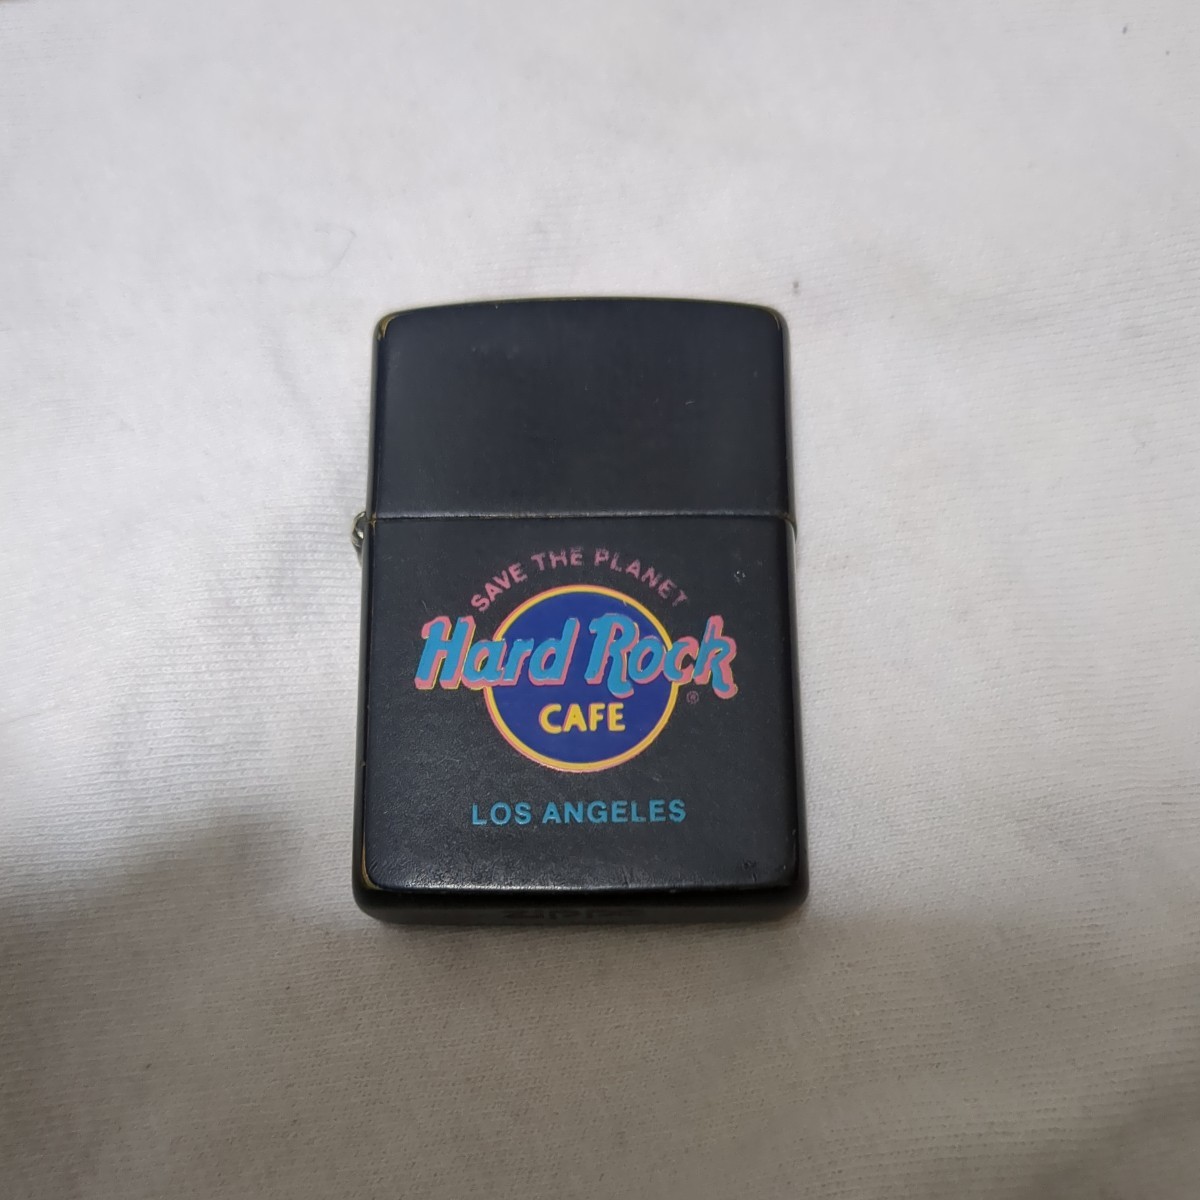 SAVE THE PLANET
Hard Rock
®
CAFE
LOS ANGELES